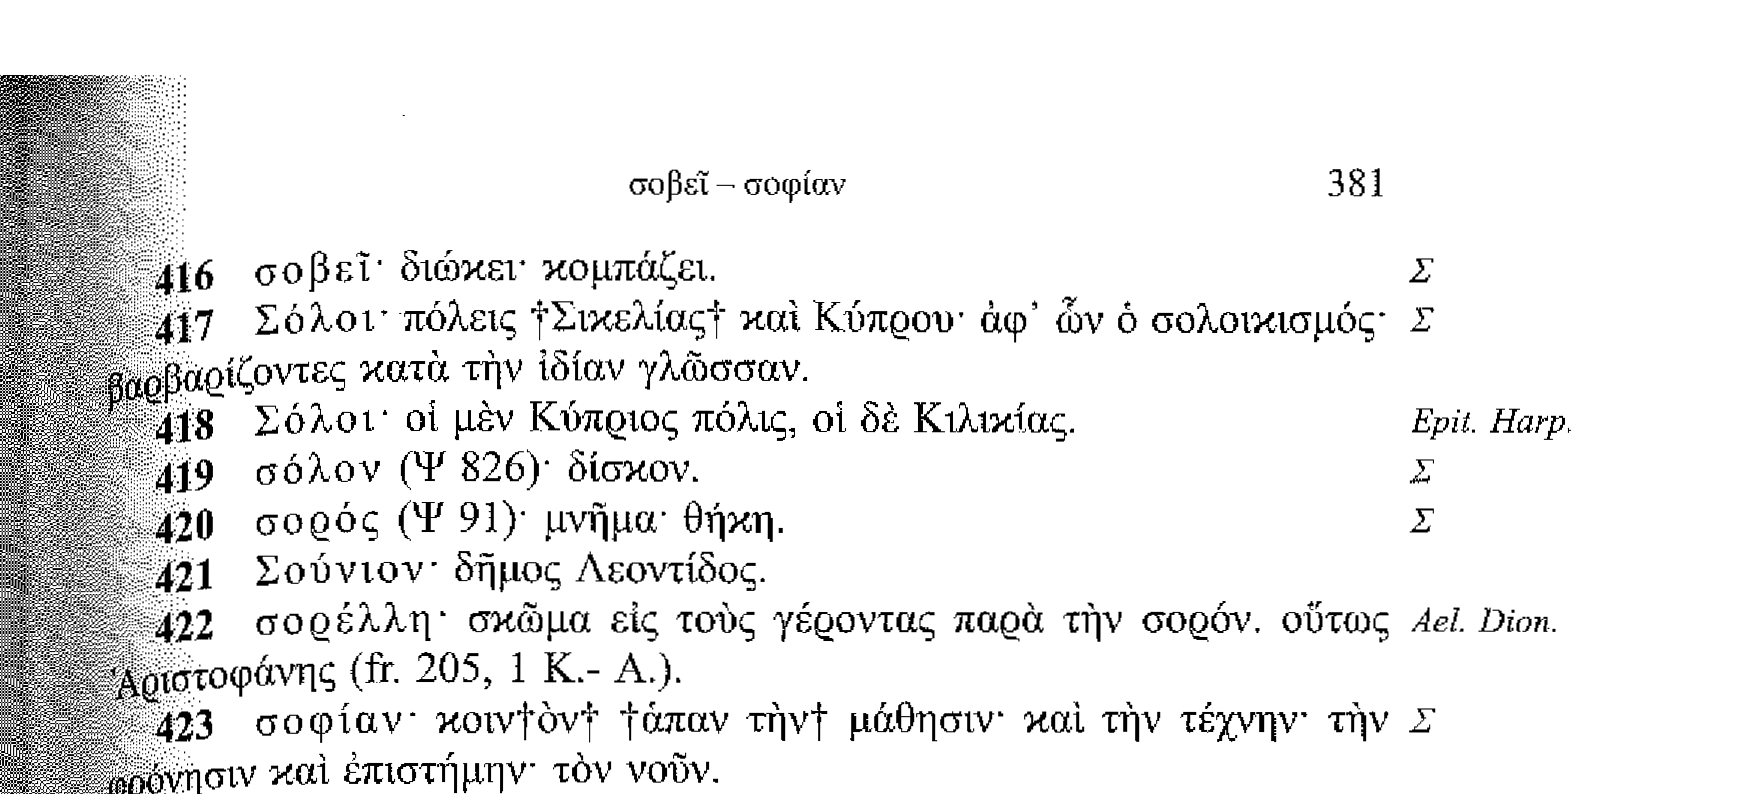 σοβεῖ – σοφίαν 381
416 σοβεῖ· διώκει· κομπάζει. Σ
417 Σόλοι· πόλεις †Σικελίας† καὶ Κύπρου· ἀφ’ ὧν ὁ σολοικισμός· Σ
βαρβαρίζοντες κατὰ τὴν ἰδίαν γλῶσσαν.
418 Σόλοι· οἱ μὲν Κύπριος πόλις, οἱ δὲ Κιλικίας. Epit. Harp.
419 σόλον (Ψ 826)· δίσκον. Σ
420 σορός (Ψ 91)· μνῆμα· θήκη. Σ
421 Σούνιον· δῆμος Λεοντίδος.
422 σορέλλη· σκῶμα εἰς τοὺς γέροντας παρὰ τὴν σορόν. οὕτως Ael. Dion.
Ἀριστοφάνης (fr. 205, 1 K.- A.).
423 σοφίαν· κοιν†ὸν† †άπαν τὴν† μάθησιν· καὶ τὴν τέχνην· τὴν Σ
φρόνησιν καὶ ἐπιστήμην· τὸν νοῦν.